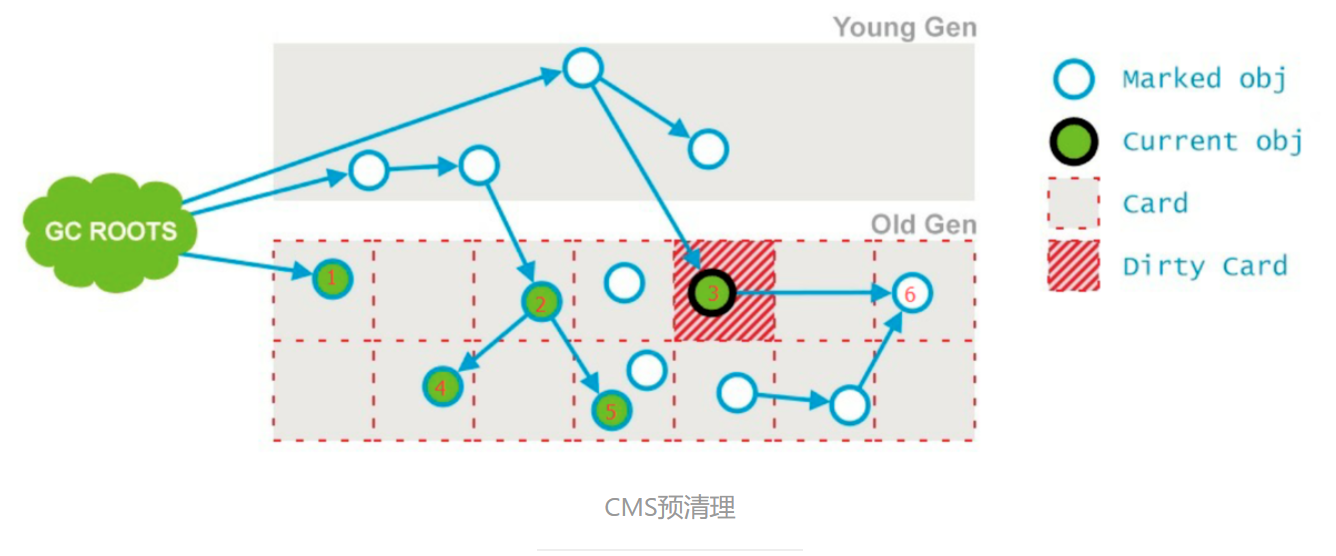 Young Gen
Marked obj
Current obj
Card
Dirty Card
GC ROOTS
Old Gen
1
2
3
6
4
5
CMS预清理